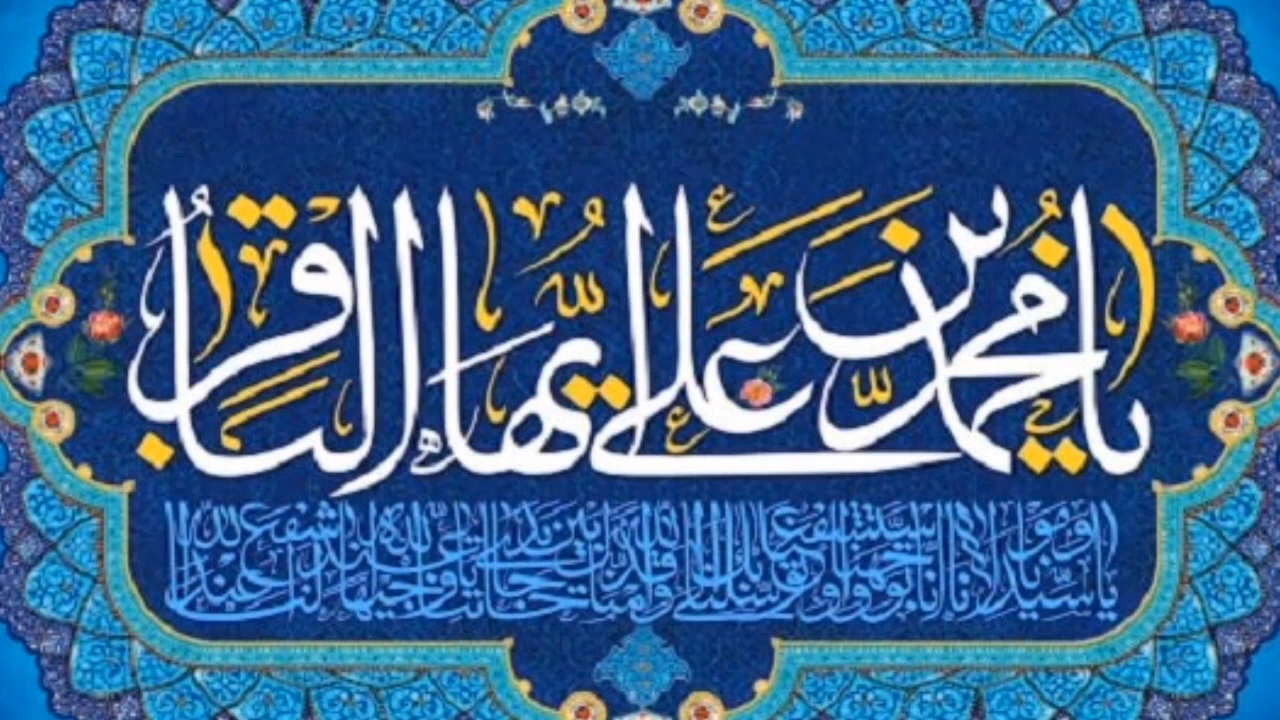 يا محمد بن علي ايها الباقر
يا سيدنا ومولانا انا توجهنا واستشفعنا وتوسلنا بك الى الله وقدمناك بين يدي حاجاتنا يا وجيها عند الله اشفع لنا عند الله